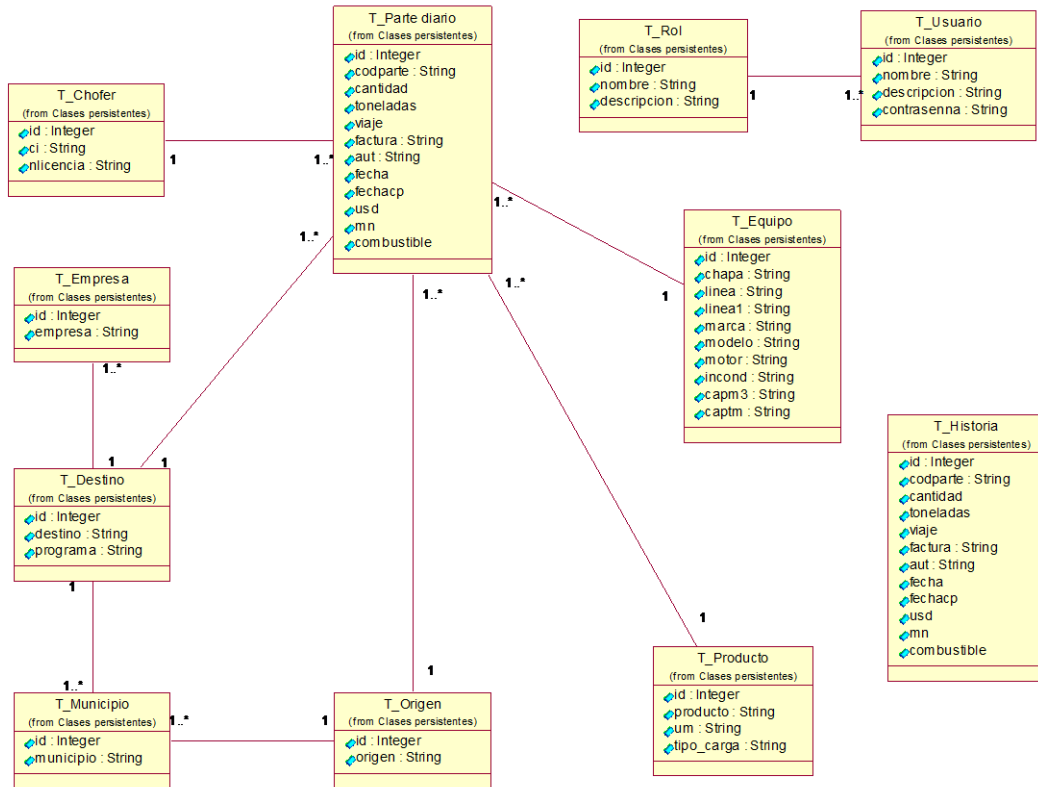 T_Parte diario
(from Clases persistentes)
id : Integer
codparte : String
cantidad
toneladas
viaje
factura : String
aut : String
fecha
fechacp
usd
mn
combustible
T_Rol
(from Clases persistentes)
id : Integer
nombre : String
descripcion : String
1
1..*
T_Usuario
(from Clases persistentes)
id : Integer
nombre : String
descripcion : String
contrasenna : String
T_Chofer
(from Clases persistentes)
id : Integer
ci : String
nlicencia : String
1
1..*
1..*
1
T_Equipo
(from Clases persistentes)
id : Integer
chapa : String
linea : String
linea1 : String
marca : String
modelo : String
motor : String
incond : String
capm3 : String
captm : String
1..*
1
T_Empresa
(from Clases persistentes)
id : Integer
empresa : String
1..*
1
T_Destino
(from Clases persistentes)
id : Integer
destino : String
programa : String
1
1..*
T_Municipio
(from Clases persistentes)
id : Integer
municipio : String
1..*
1
T_Origen
(from Clases persistentes)
id : Integer
origen : String
1..*
1
1..*
1
T_Producto
(from Clases persistentes)
id : Integer
producto : String
um : String
tipo_carga : String
T_Historia
(from Clases persistentes)
id : Integer
codparte : String
cantidad
toneladas
viaje
factura : String
aut : String
fecha
fechacp
usd
mn
combustible